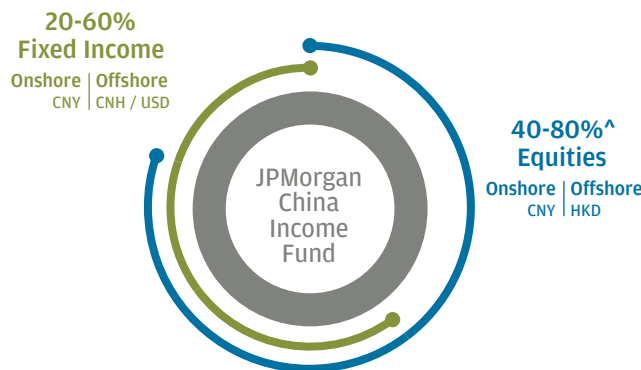 20-60%
Fixed Income
Onshore | Offshore
CNY | CNH / USD
JPMorgan
China
Income
Fund
40-80%^
Equities
Onshore | Offshore
CNY | HKD